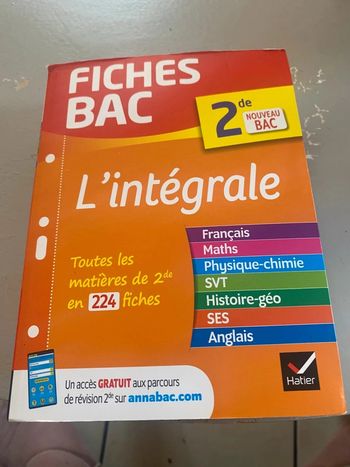 FICHES
BAC
2de
NOUVEAU
BAC
L'intégrale
Toutes les
matières de 2de
en 224 fiches
Français
Maths
Physique-chimie
SVT
Histoire-géo
SES
Anglais
Un accès GRATUIT aux parcours
de révision 2de sur annabac.com
Hatier